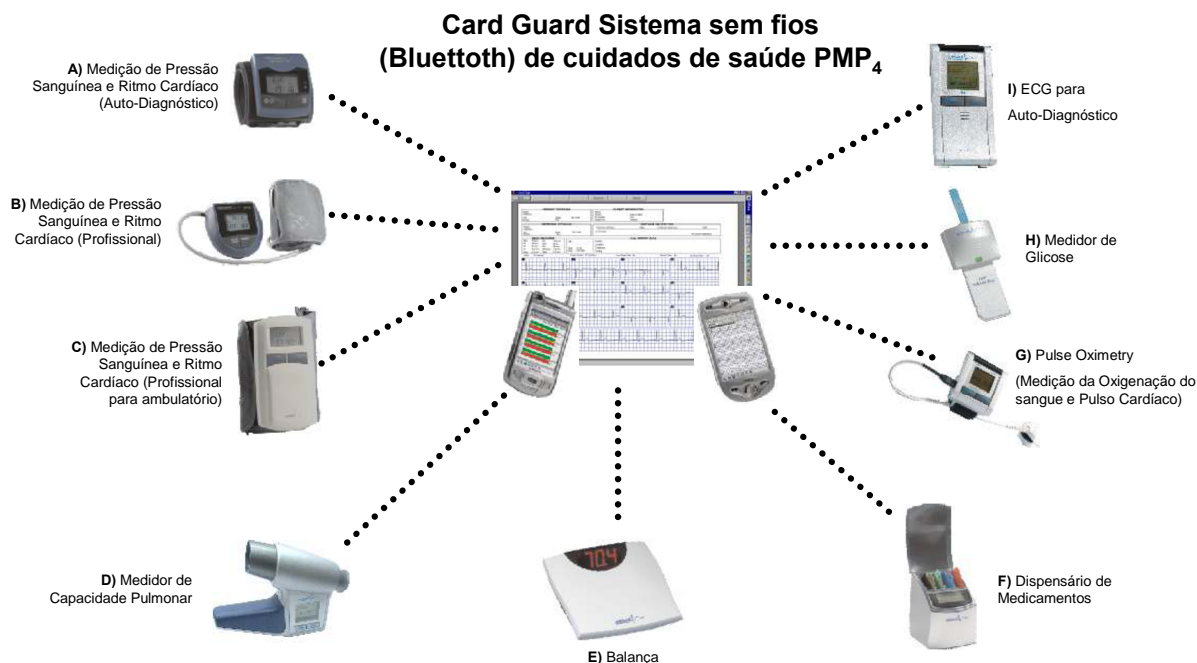 Card Guard Sistema sem fios
(Bluettoth) de cuidados de saúde PMP4
A) Medição de Pressão
Sanguínea e Ritmo Cardíaco
(Auto-Diagnóstico)
I) ECG para
Auto-Diagnóstico
B) Medição de Pressão
Sanguínea e Ritmo
Cardíaco (Profissional)
H) Medidor de
Glicose
C) Medição de Pressão
Sanguínea e Ritmo
Cardíaco (Profissional
para ambulatório)
G) Pulse Oximetry
(Medição da Oxigenação do
sangue e Pulso Cardíaco)
70.4
D) Medidor de
Capacidade Pulmonar
F) Dispensário de
Medicamentos
E) Balança